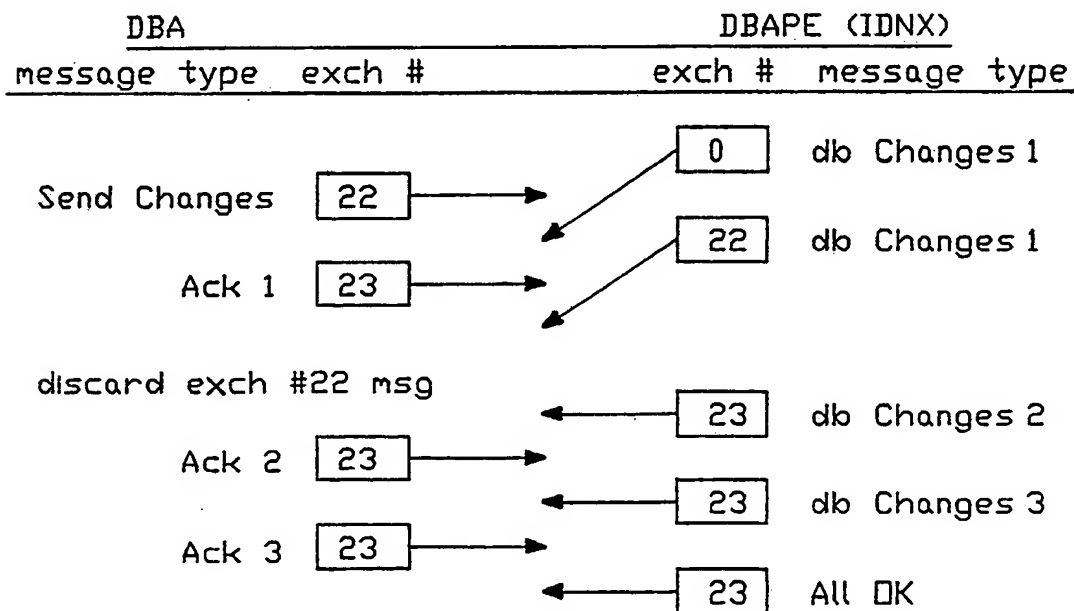 DBA DBAPE (IDNX)
message type exch # exch # message type
0 db Changes 1
Send Changes 22
22 db Changes 1
Ack 1 23
discard exch #22 msg
23 db Changes 2
Ack 2 23
23 db Changes 3
Ack 3 23
23 All OK